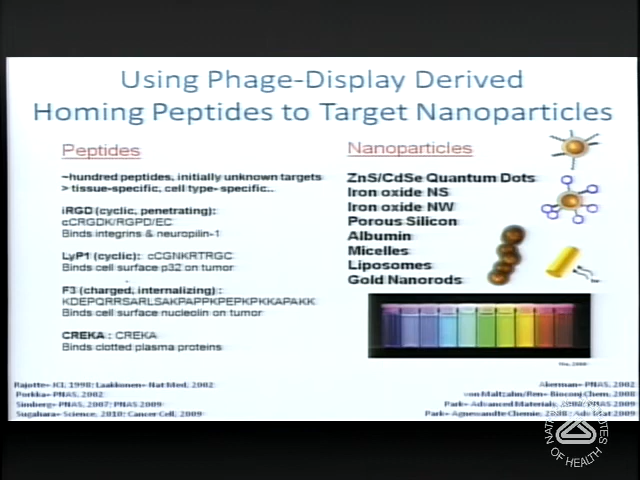 Using Phage-Display Derived
Homing Peptides to Target Nanoparticles
Peptides
~hundred peptides, initially unknown targets
> tissue-specific, cell type-specific..
iRGD (cyclic, penetrating):
cCRGDK/RGPD/EC
Binds integrins & neuropilin-1
LyP1 (cyclic): cCGNKRTRGC
Binds cell surface p32 on tumor
F3 (charged, internalizing) :
KDEPQRRSARLSAKPAPPKPEPKPKKAPAKK
Binds cell surface nucleolin on tumor
CREKA : CREKA
Binds clotted plasma proteins
Nanoparticles
ZnS/CdSe Quantum Dots
Iron oxide NS
Iron oxide NW
Porous Silicon
Albumin
Micelles
Liposomes
Gold Nanorods
Rajotte- JCI, 1998; Laakkonen- Nat Med, 2002
Porkka- PNAS, 2002
Simberg- PNAS, 2007; PNAS 2009
Sugahara- Science, 2010; Cancer Cell, 2009
Akerman- PNAS, 2002
von Maltzahn/Ren- Bioconj Chem, 2008
Park- Advanced Materials, 2008; PNAS 2009
Park- Agnewandte Chemie, 2008; Adv Mat 2009
OF HEALTH